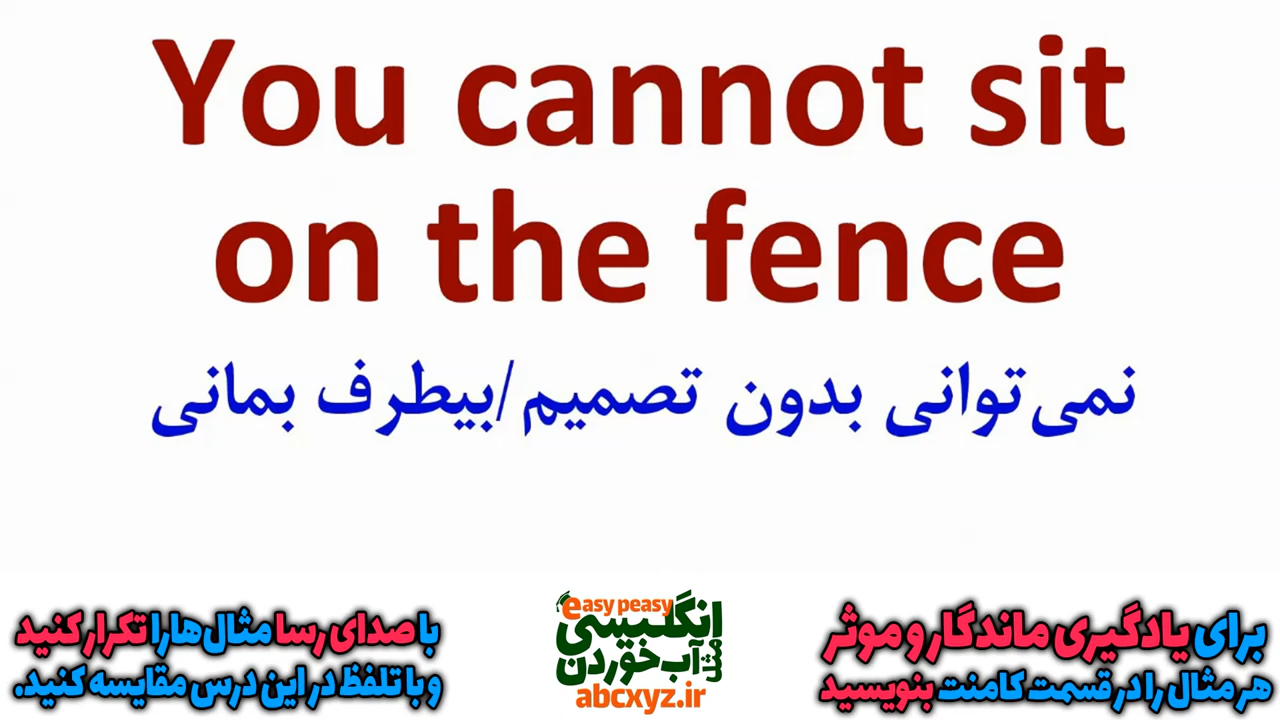 You cannot sit
on the fence
نمی‌توانی بدون تصمیم/بیطرف بمانی
برای یادگیری ماندگار و موثر
هر مثال را در قسمت کامنت بنویسید
easy peasy
انگلیسی
مثل آب خوردن
abcxyz.ir
با صدای رسا مثال‌ها را تکرار کنید
و با تلفظ در این درس مقایسه کنید.